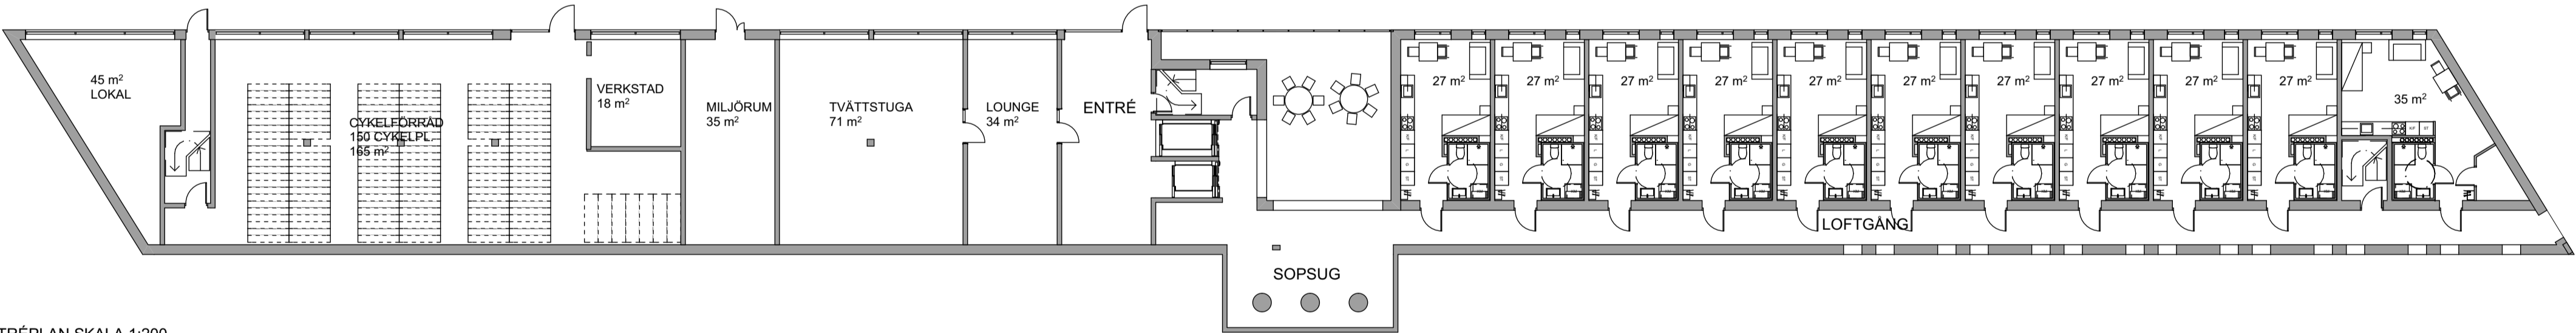 45 m²
LOKAL
CYKELFÖRRÅD
150 CYKELPL.
165 m²
VERKSTAD
18 m²
MILJÖRUM
35 m²
TVÄTTSTUGA
71 m²
LOUNGE
34 m²
ENTRÉ
27 m²
27 m²
27 m²
27 m²
27 m²
27 m²
27 m²
27 m²
27 m²
27 m²
35 m²
LOFTGÅNG
SOPSUG
TRÉPLAN SKALA 1:200